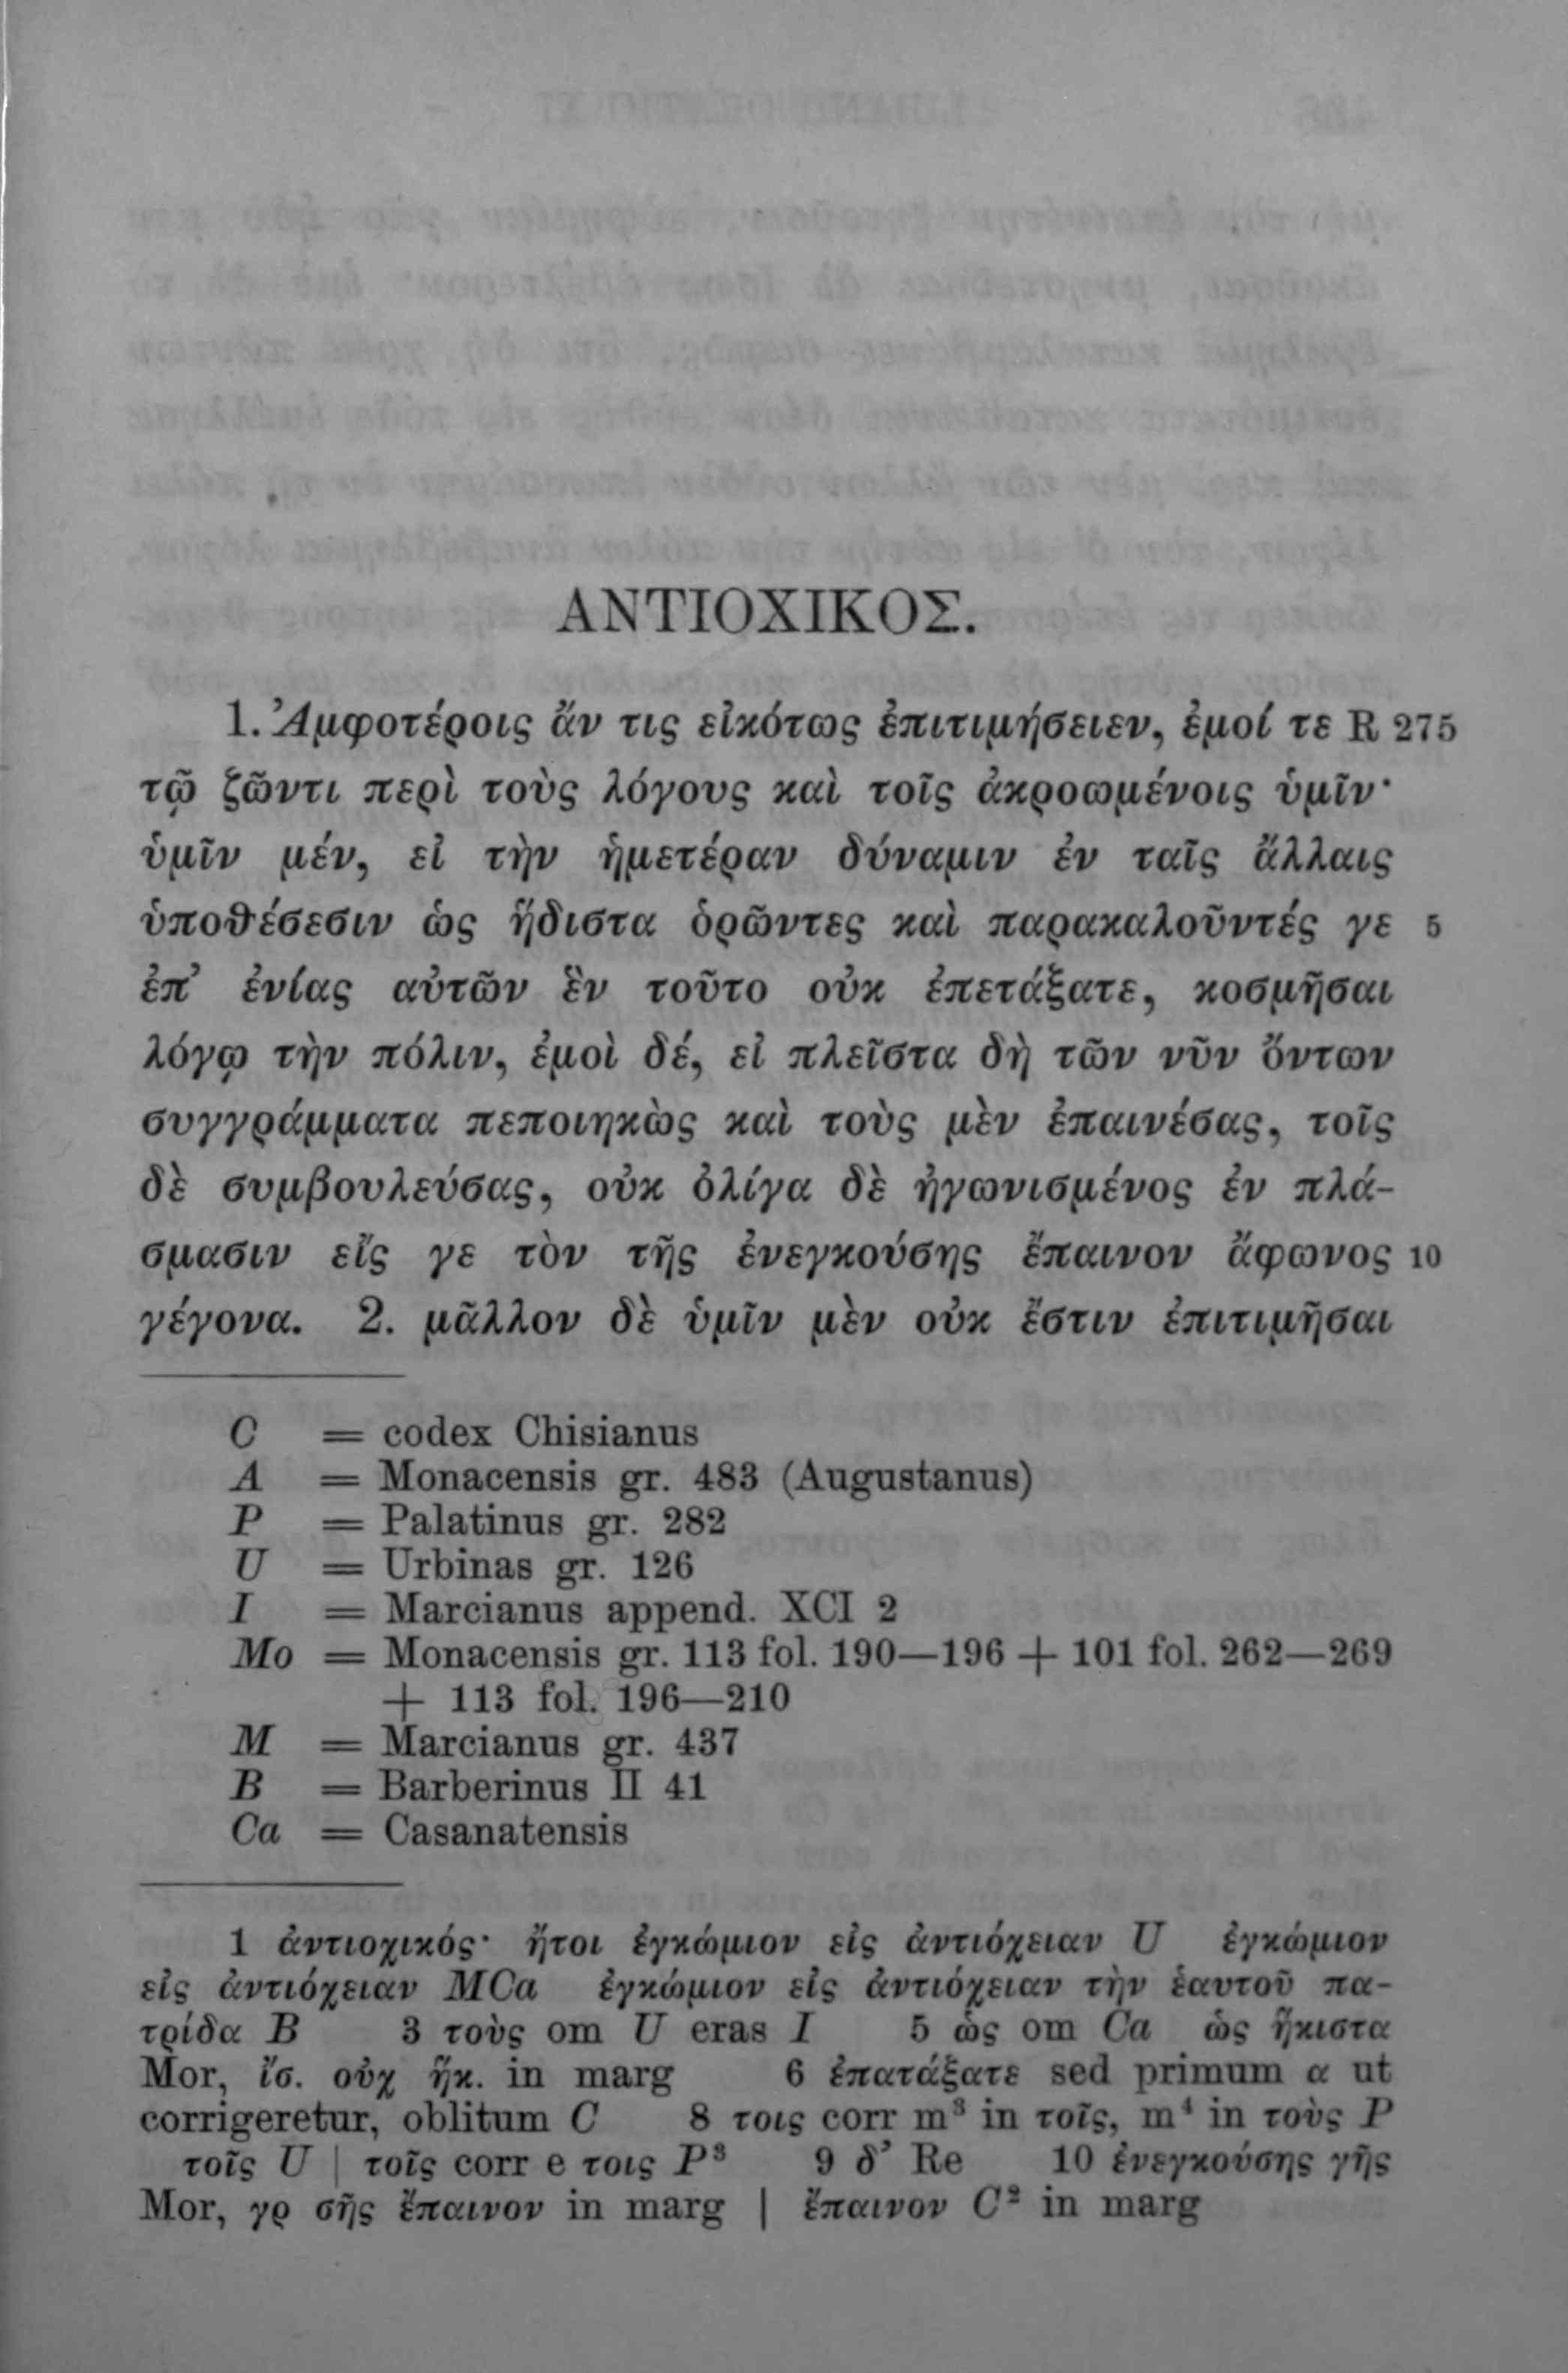 ΑΝΤΙΟΧΙΚΟΣ.
1. Ἀμφοτέροις ἄν τις εἰκότως ἐπιτιμήσειεν, ἐμοί τε R 275
τῷ ζῶντι περὶ τοὺς λόγους καὶ τοῖς ἀκροωμένοις ὑμῖν·
ὑμῖν μέν, εἰ τὴν ἡμετέραν δύναμιν ἐν ταῖς ἄλλαις
ὑποθέσεσιν ὡς ἥδιστα ὁρῶντες καὶ παρακαλοῦντές γε 5
ἐπ’ ἐνίας αὐτῶν ἓν τοῦτο οὐκ ἐπετάξατε, κοσμῆσαι
λόγῳ τὴν πόλιν, ἐμοὶ δέ, εἰ πλεῖστα δὴ τῶν νῦν ὄντων
συγγράμματα πεποιηκὼς καὶ τοὺς μὲν ἐπαινέσας, τοῖς
δὲ συμβουλεύσας, οὐκ ὀλίγα δὲ ἠγωνισμένος ἐν πλά-
σμασιν εἴς γε τὸν τῆς ἐνεγκούσης ἔπαινον ἄφωνος 10
γέγονα. 2. μᾶλλον δὲ ὑμῖν μὲν οὐκ ἔστιν ἐπιτιμῆσαι
C = codex Chisianus
A = Monacensis gr. 483 (Augustanus)
P = Palatinus gr. 282
U = Urbinas gr. 126
I = Marcianus append. XCI 2
Mo = Monacensis gr. 113 fol. 190—196 + 101 fol. 262—269
+ 113 fol. 196—210
M = Marcianus gr. 437
B = Barberinus II 41
Ca = Casanatensis
1 ἀντιοχικός· ἤτοι ἐγκώμιον εἰς ἀντιόχειαν U ἐγκώμιον
εἰς ἀντιόχειαν MCa ἐγκώμιον εἰς ἀντιόχειαν τὴν ἑαυτοῦ πα-
τρίδα B 3 τοὺς om U eras I 5 ὡς om Ca ὡς ἥκιστα
Mor, ἴσ. οὐχ ἥκ. in marg 6 ἐπατάξατε sed primum α ut
corrigeretur, oblitum C 8 τοις corr m³ in τοῖς, m⁴ in τοὺς P
τοῖς U | τοῖς corr e τοις P³ 9 δ’ Re 10 ἐνεγκούσης γῆς
Mor, γρ σῆς ἔπαινον in marg | ἔπαινον C² in marg